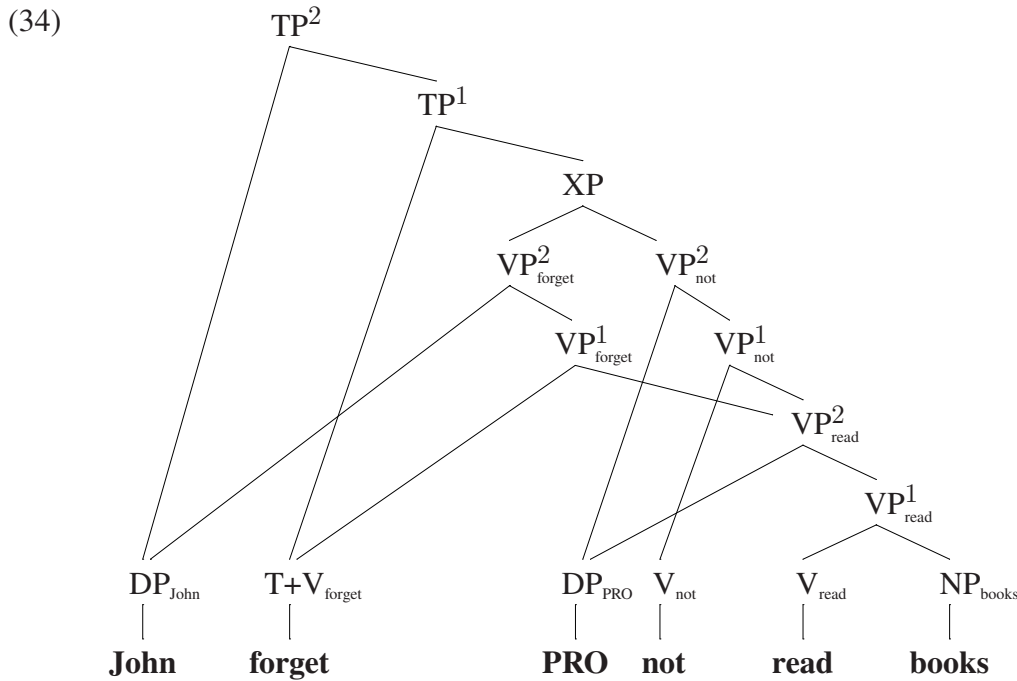 (34)
TP²
TP¹
XP
VP²forget VP²not
VP¹forget VP¹not
VP²read
VP¹read
DPJohn T+Vforget DPPRO Vnot Vread NPbooks
John forget PRO not read books